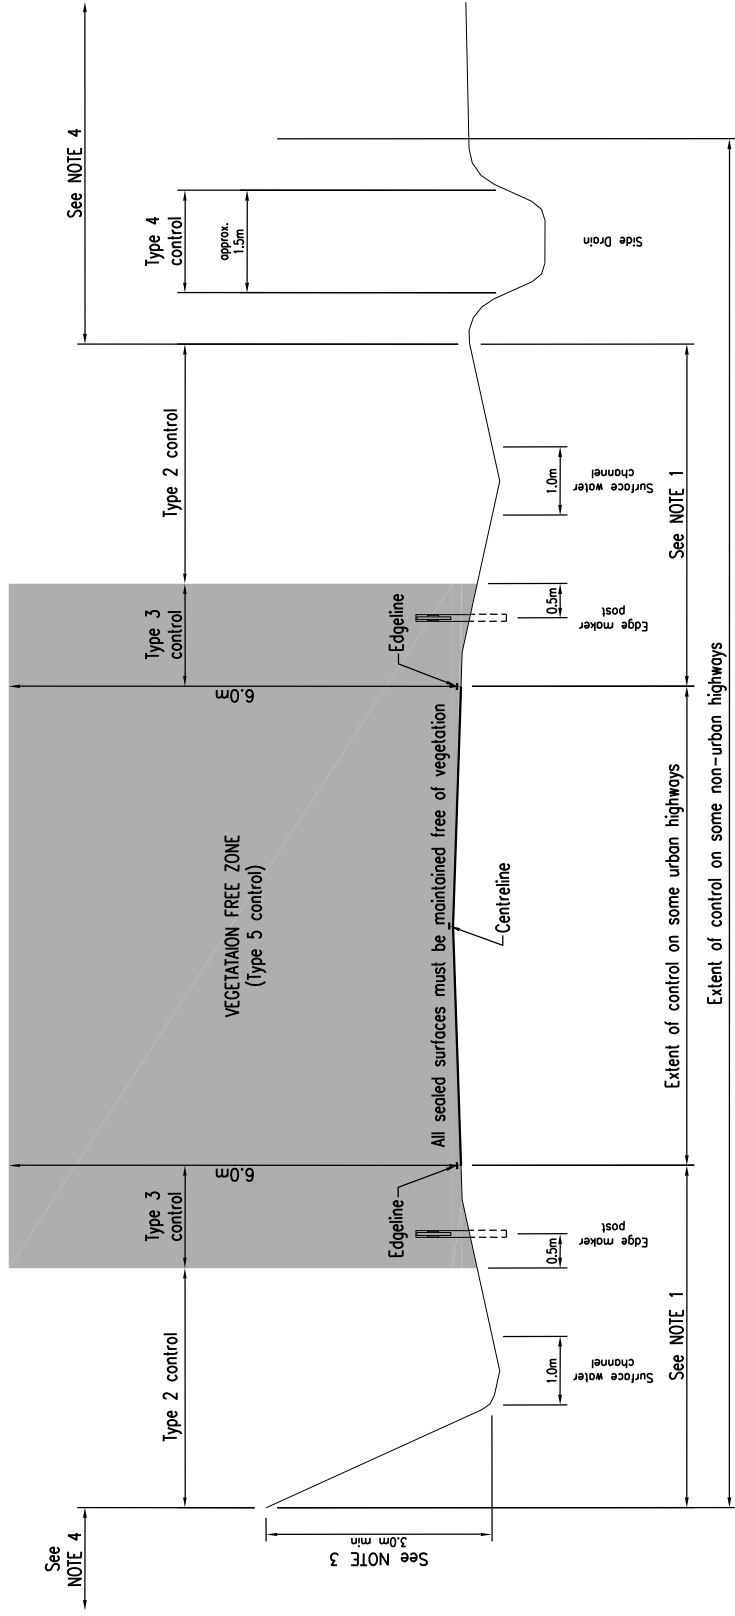 See
NOTE 4
Type 2 control
Type 3
control
VEGETATAION FREE ZONE
(Type 5 control)
Type 3
control
Type 2 control
Type 4
control
approx.
1.5m
See NOTE 4
6.0m
6.0m
See NOTE 3
3.0m min
Edgeline
All sealed surfaces must be maintained free of vegetation
Edgeline
Centreline
1.0m
Surface water
channel
0.5m
Edge maker
post
0.5m
Edge maker
post
1.0m
Surface water
channel
Side Drain
See NOTE 1
Extent of control on some urban highways
See NOTE 1
Extent of control on some non-urban highways